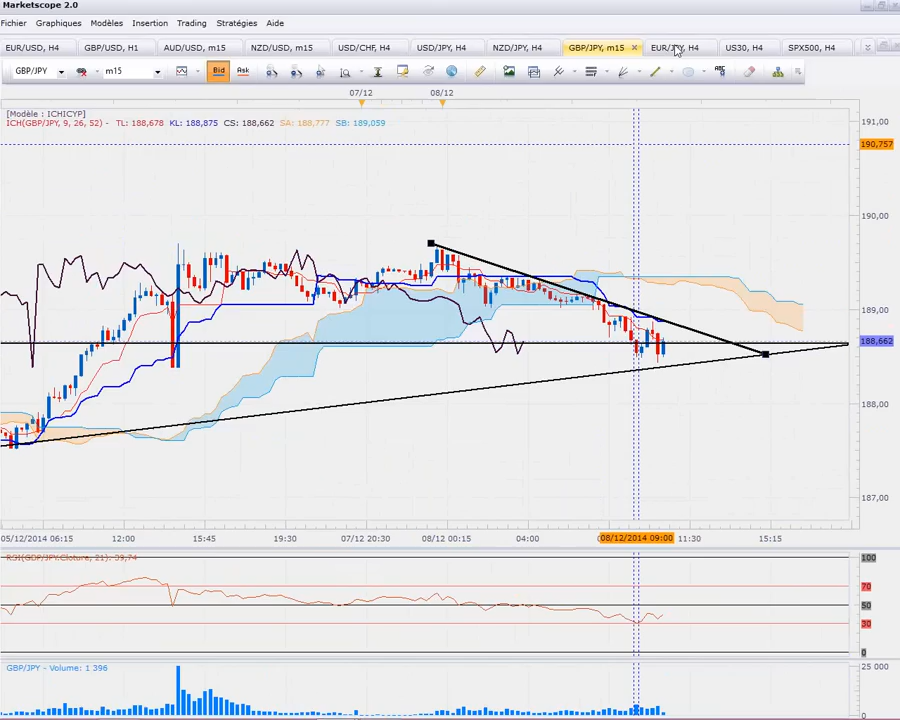 Marketscope 2.0
Fichier Graphiques Modèles Insertion Trading Stratégies Aide
EUR/USD, H4 GBP/USD, H1 AUD/USD, m15 NZD/USD, m15 USD/CHF, H4 USD/JPY, H4 NZD/JPY, H4 GBP/JPY, m15 EUR/JPY, H4 US30, H4 SPX500, H4
GBP/JPY m15 Bid Ask ABC
07/12 08/12
[Modèle : ICHICYP]
ICH(GBP/JPY, 9, 26, 52) - TL: 188,678 KL: 188,875 CS: 188,662 SA: 188,777 SB: 189,059
191,00
190,757
190,00
189,00
188,662
188,00
187,00
05/12/2014 06:15 12:00 15:45 19:30 07/12 20:30 08/12 00:15 04:00 08/12/2014 09:00 11:30 15:15
RSI(GBP/JPY.Cloture, 21): 39,74
100
70
50
30
0
GBP/JPY - Volume: 1 396
25 000
0